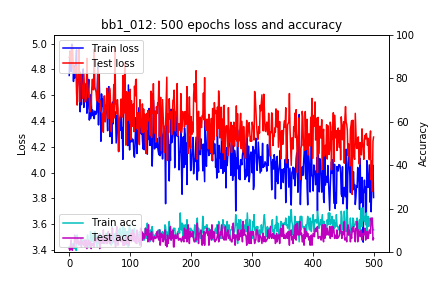 bb1_012: 500 epochs loss and accuracy
5.0
4.8
4.6
4.4
4.2
4.0
3.8
3.6
3.4
Loss
Train loss
Test loss
Train acc
Test acc
100
80
60
40
20
0
Accuracy
0 100 200 300 400 500